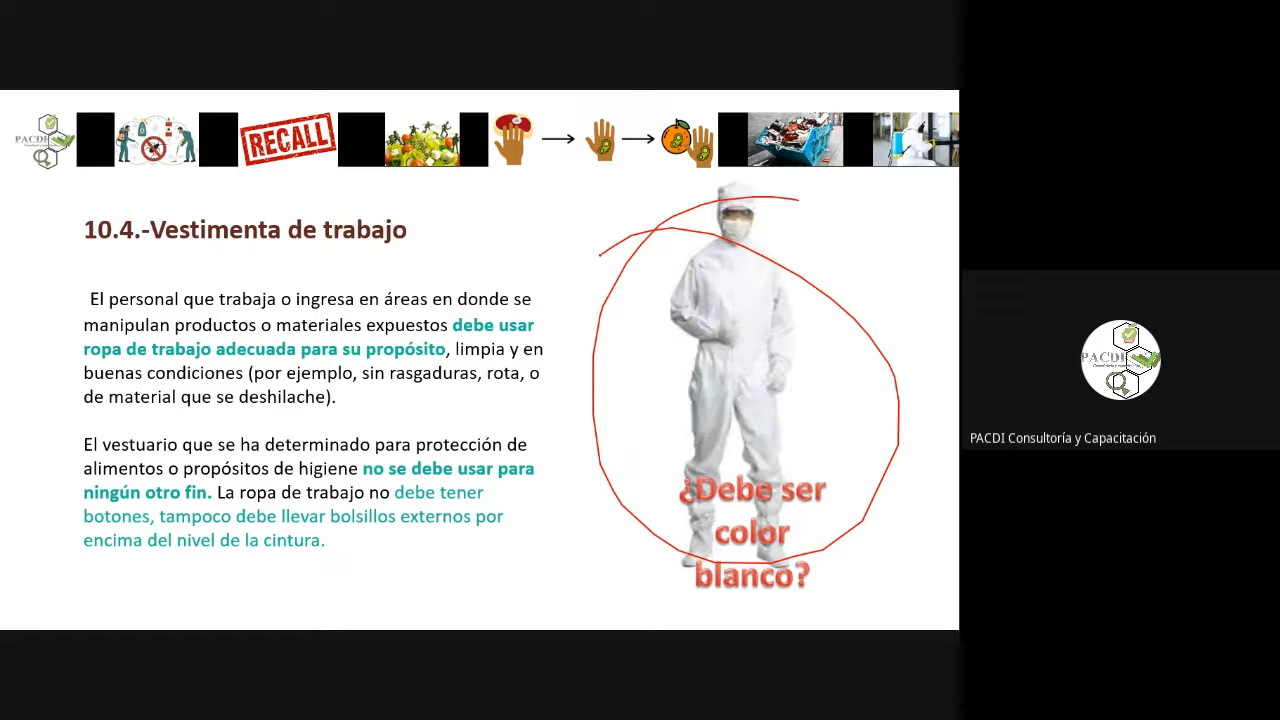 PACDI
RECALL
10.4.-Vestimenta de trabajo
El personal que trabaja o ingresa en áreas en donde se
manipulan productos o materiales expuestos debe usar
ropa de trabajo adecuada para su propósito, limpia y en
buenas condiciones (por ejemplo, sin rasgaduras, rota, o
de material que se deshilache).
El vestuario que se ha determinado para protección de
alimentos o propósitos de higiene no se debe usar para
ningún otro fin. La ropa de trabajo no debe tener
botones, tampoco debe llevar bolsillos externos por
encima del nivel de la cintura.
¿Debe ser
color
blanco?
PACDI
PACDI Consultoría y Capacitación